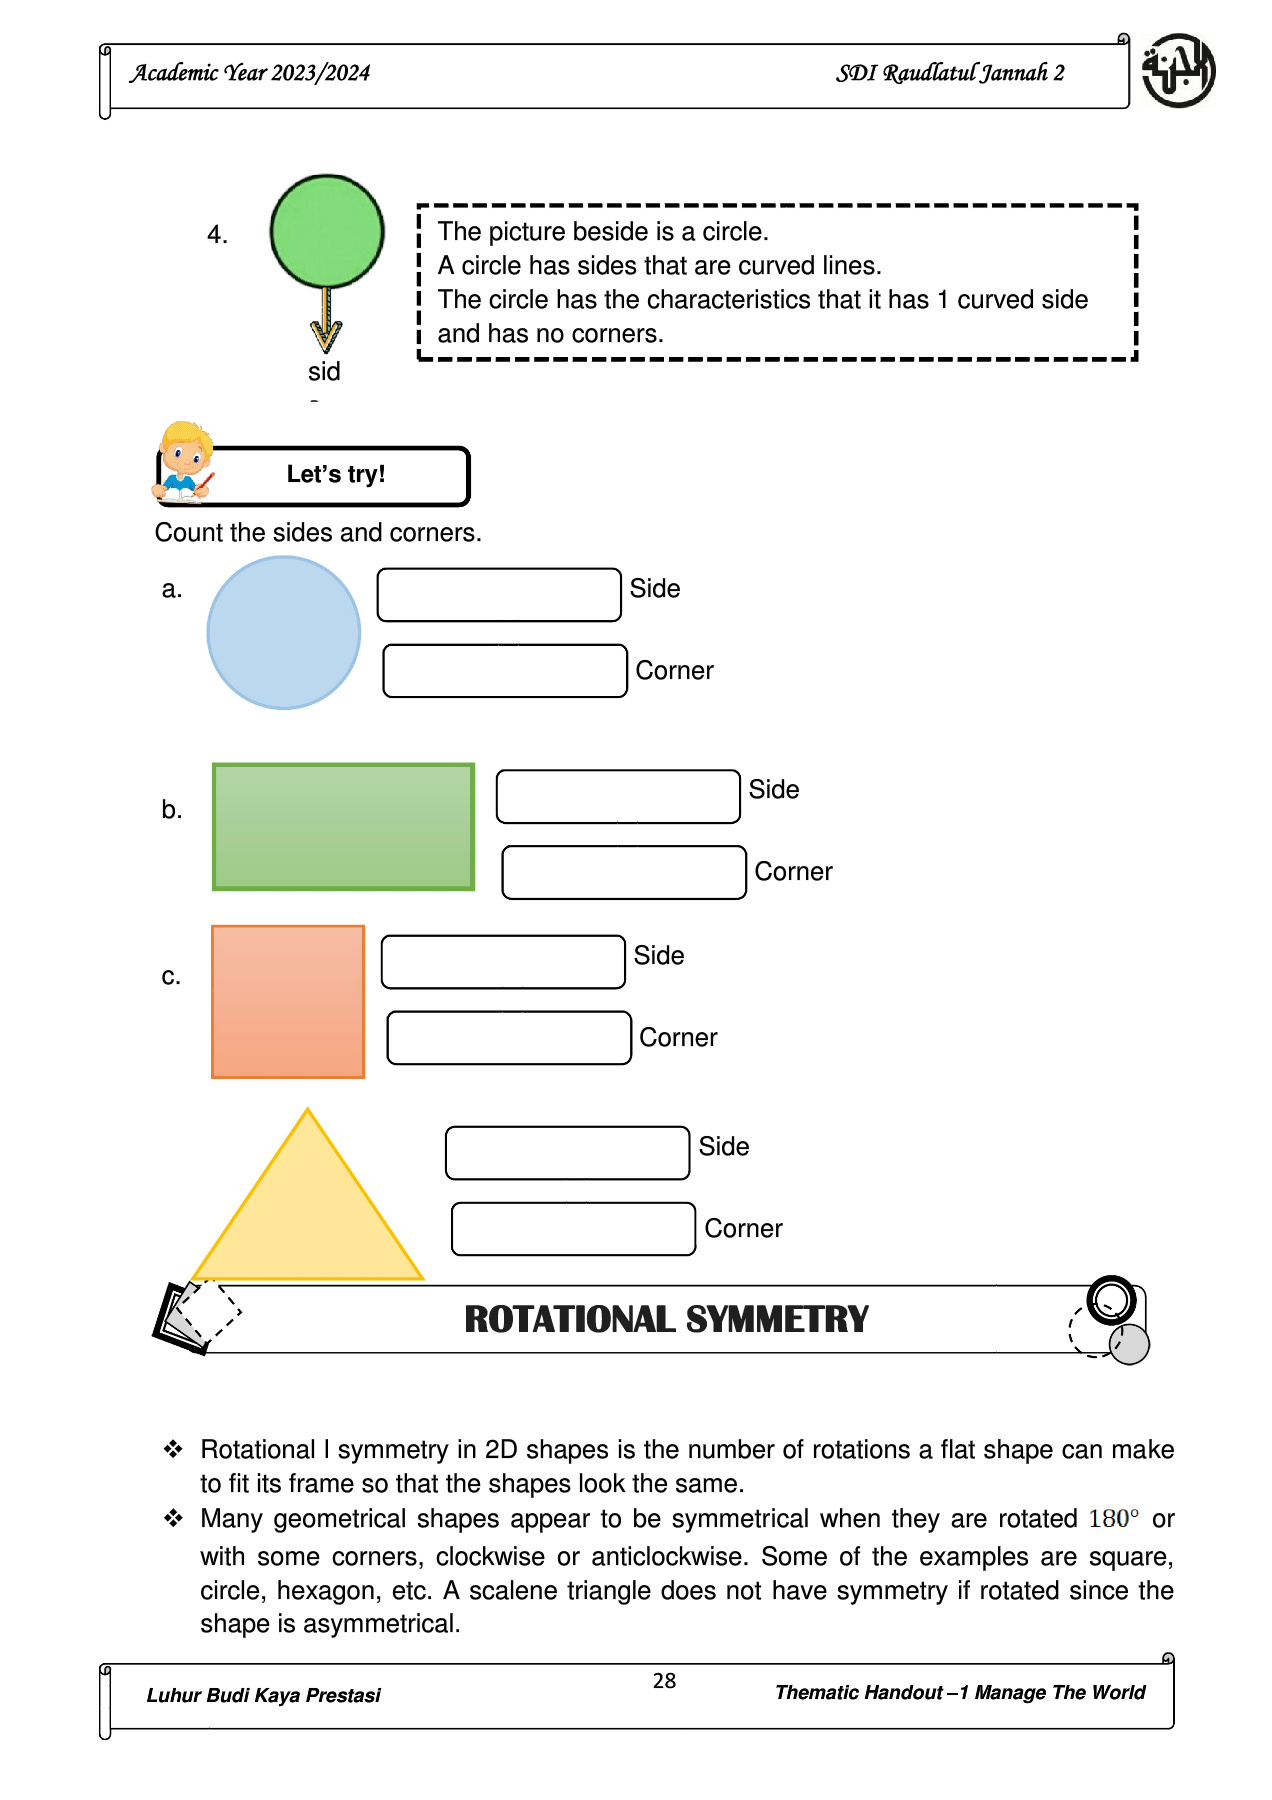 Academic Year 2023/2024
SDI Raudlatul Jannah 2
4.
The picture beside is a circle.
A circle has sides that are curved lines.
The circle has the characteristics that it has 1 curved side
and has no corners.
sid
Let's try!
Count the sides and corners.
a.
Side
Corner
b.
Side
Corner
c.
Side
Corner
Side
Corner
ROTATIONAL SYMMETRY
❖ Rotational l symmetry in 2D shapes is the number of rotations a flat shape can make
to fit its frame so that the shapes look the same.
❖ Many geometrical shapes appear to be symmetrical when they are rotated 180° or
with some corners, clockwise or anticlockwise. Some of the examples are square,
circle, hexagon, etc. A scalene triangle does not have symmetry if rotated since the
shape is asymmetrical.
Luhur Budi Kaya Prestasi
28
Thematic Handout –1 Manage The World